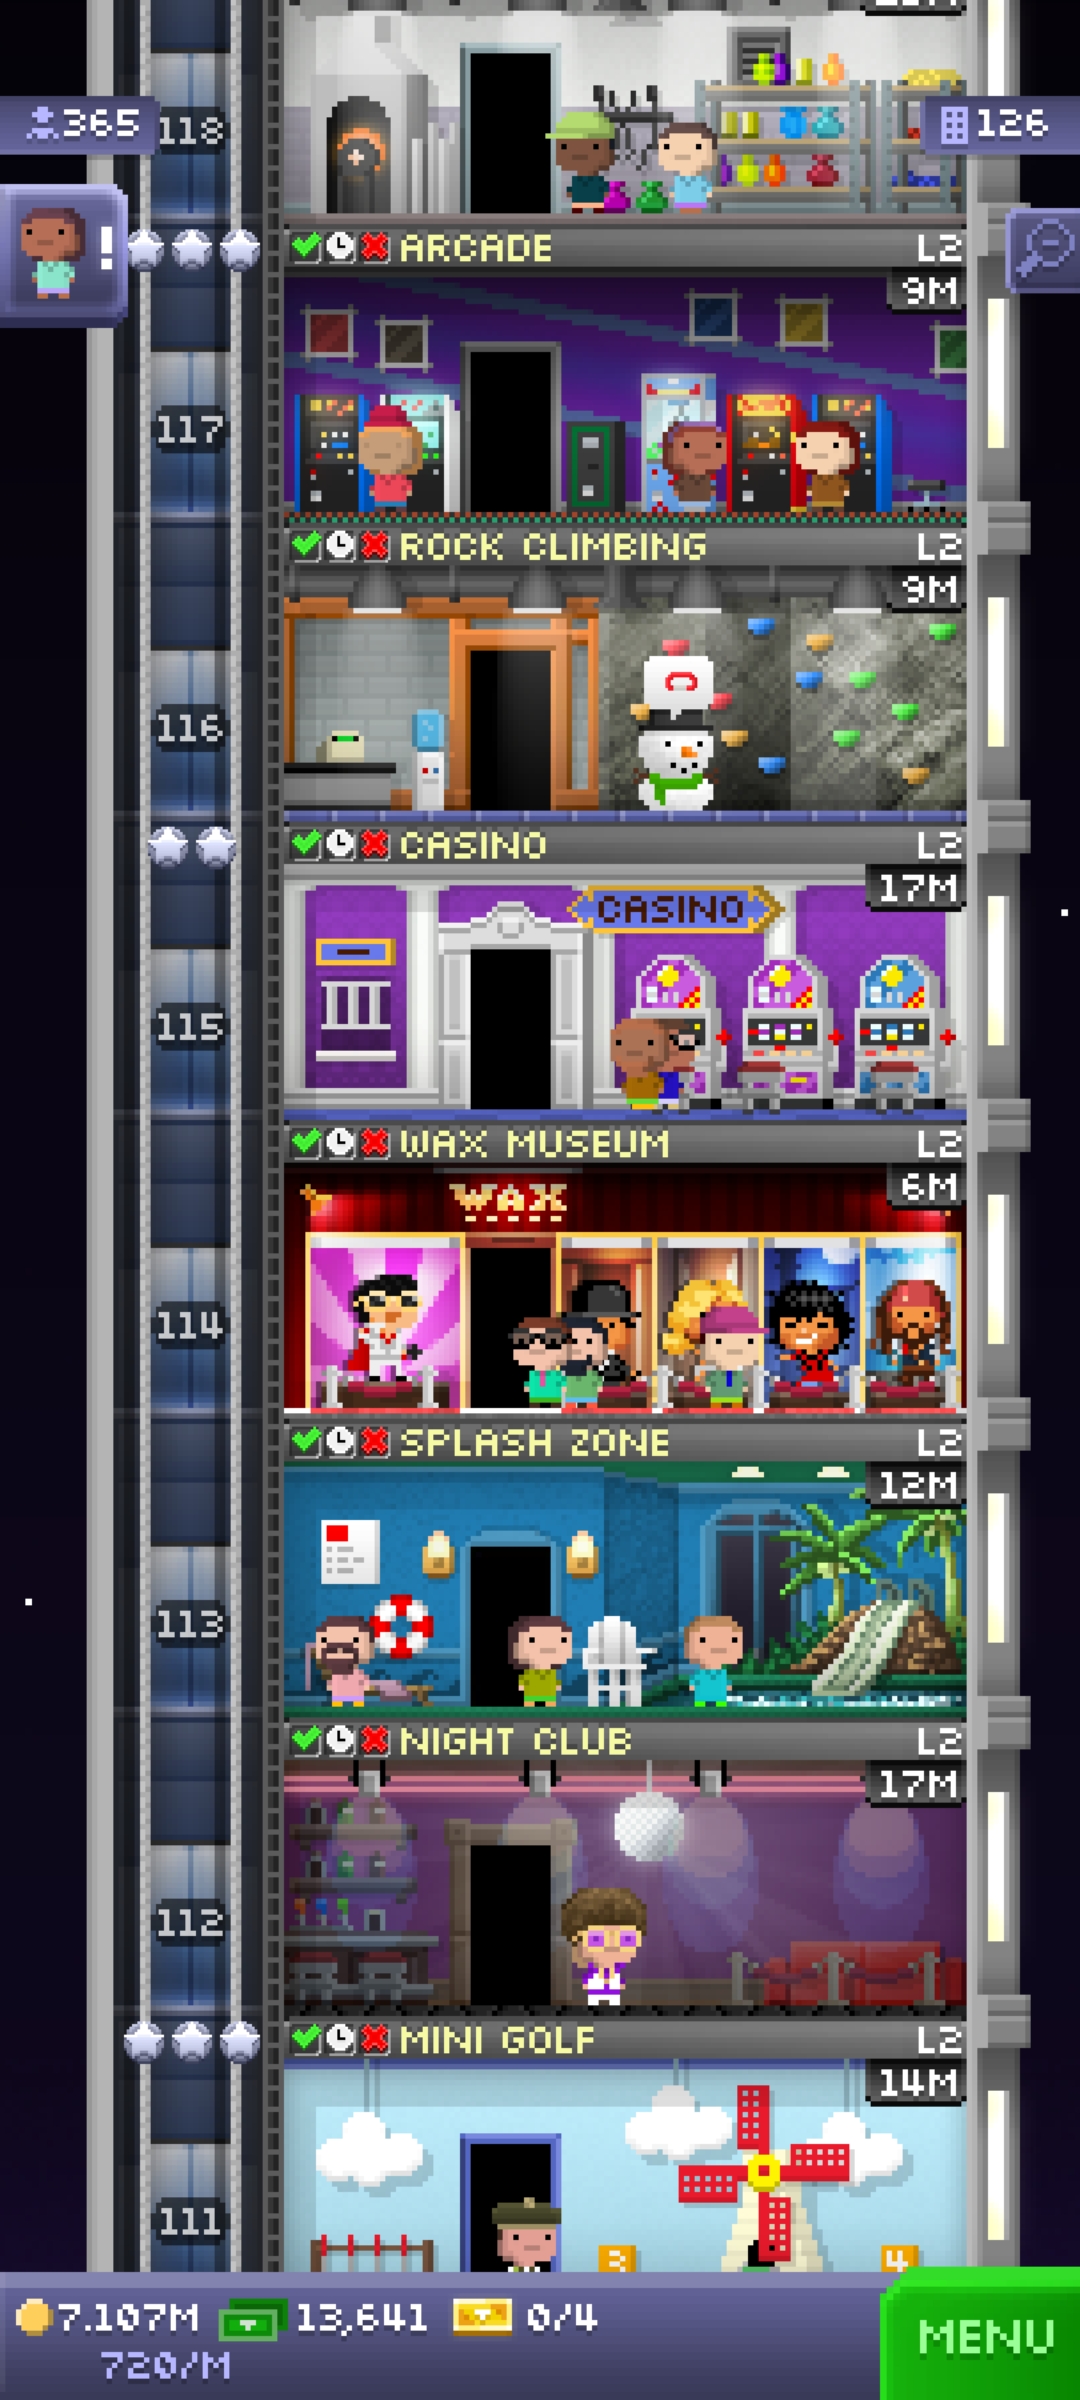 365
118
126
!
ARCADE L2
9M
117
ROCK CLIMBING L2
9M
116
CASINO L2
17M
CASINO
115
WAX MUSEUM L2
6M
WAX
114
SPLASH ZONE L2
12M
113
NIGHT CLUB L2
17M
112
MINI GOLF L2
14M
111
3
4
7.107M 13,641 0/4
720/M
MENU